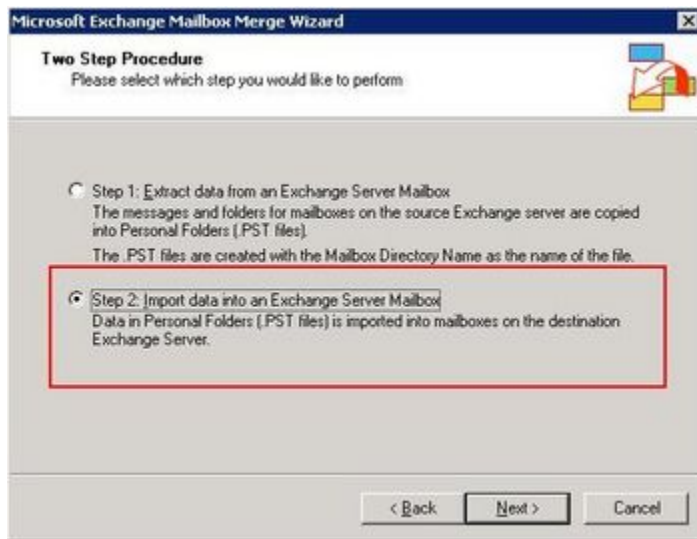 Microsoft Exchange Mailbox Merge Wizard
Two Step Procedure
Please select which step you would like to perform
Step 1: Extract data from an Exchange Server Mailbox
The messages and folders for mailboxes on the source Exchange server are copied
into Personal Folders (.PST files).
The .PST files are created with the Mailbox Directory Name as the name of the file.
Step 2: Import data into an Exchange Server Mailbox
Data in Personal Folders (.PST files) is imported into mailboxes on the destination
Exchange Server.
< Back Next > Cancel